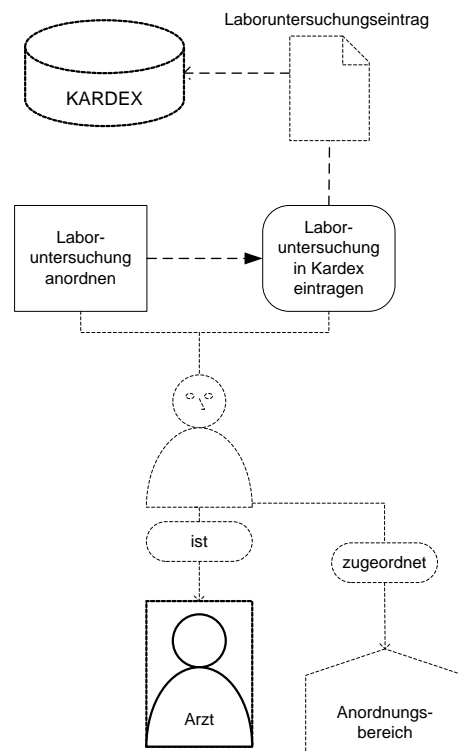 Laboruntersuchungseintrag
KARDEX
Labor-
untersuchung
anordnen
Labor-
untersuchung
in Kardex
eintragen
ist
zugeordnet
Arzt
Anordnungs-
bereich